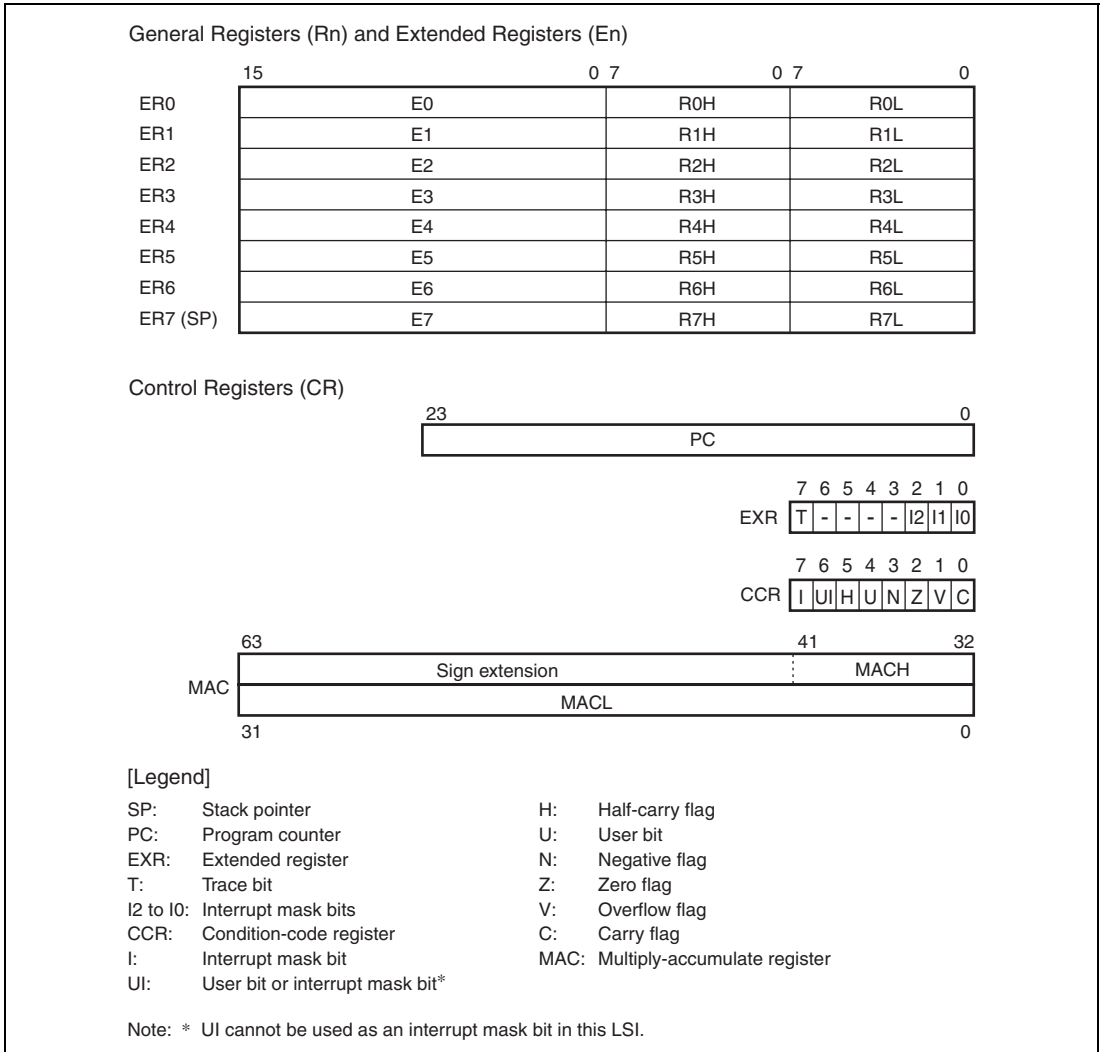 General Registers (Rn) and Extended Registers (En)
15 0 7 0 7 0
ER0 E0 R0H R0L
ER1 E1 R1H R1L
ER2 E2 R2H R2L
ER3 E3 R3H R3L
ER4 E4 R4H R4L
ER5 E5 R5H R5L
ER6 E6 R6H R6L
ER7 (SP) E7 R7H R7L
Control Registers (CR)
23 0
PC
7 6 5 4 3 2 1 0
EXR T - - - - I2 I1 I0
7 6 5 4 3 2 1 0
CCR I UI H U N Z V C
63 41 32
Sign extension MACH
MAC
MACL
31 0
[Legend]
SP: Stack pointer H: Half-carry flag
PC: Program counter U: User bit
EXR: Extended register N: Negative flag
T: Trace bit Z: Zero flag
I2 to I0: Interrupt mask bits V: Overflow flag
CCR: Condition-code register C: Carry flag
I: Interrupt mask bit MAC: Multiply-accumulate register
UI: User bit or interrupt mask bit*
Note: * UI cannot be used as an interrupt mask bit in this LSI.